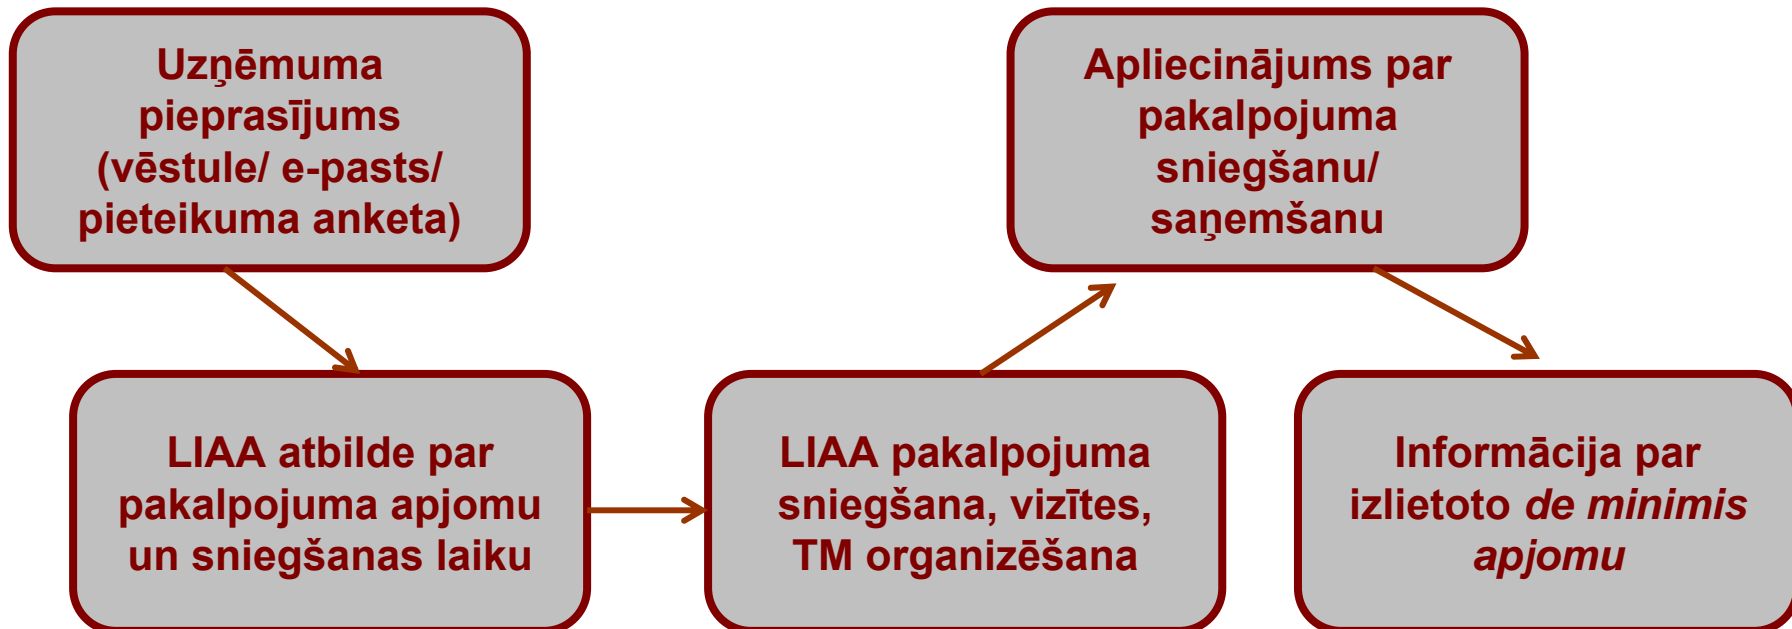 Uzņēmuma
pieprasījums
(vēstule/ e-pasts/
pieteikuma anketa)
LIAA atbilde par
pakalpojuma apjomu
un sniegšanas laiku
LIAA pakalpojuma
sniegšana, vizītes,
TM organizēšana
Apliecinājums par
pakalpojuma
sniegšanu/
saņemšanu
Informācija par
izlietoto de minimis
apjomu